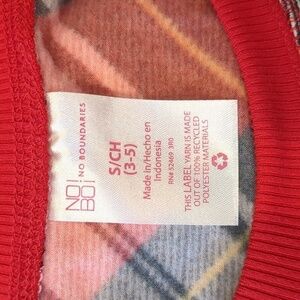 NO!
BO!
NO BOUNDARIES
S/CH
(3-5)
Made in/Hecho en
Indonesia
RN# 52469 3R0
THIS LABEL YARN IS MADE
OUT OF 100% RECYCLED
POLYESTER MATERIALS